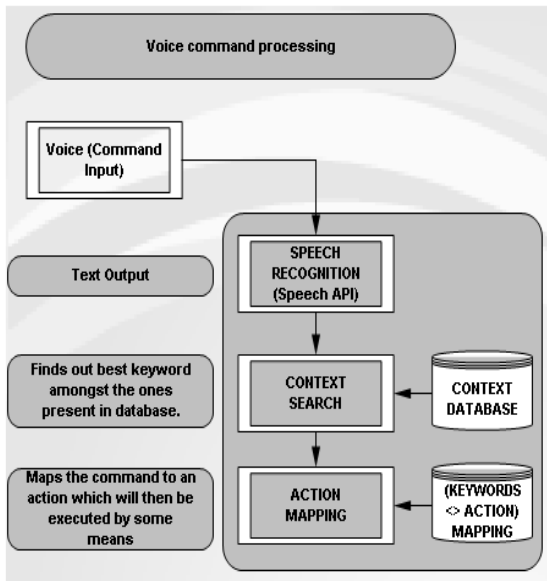 Voice command processing
Voice (Command
Input)
SPEECH
RECOGNITION
(Speech API)
Text Output
Finds out best keyword
amongst the ones
present in database.
CONTEXT
SEARCH
CONTEXT
DATABASE
Maps the command to an
action which will then be
executed by some
means
ACTION
MAPPING
(KEYWORDS
<> ACTION)
MAPPING